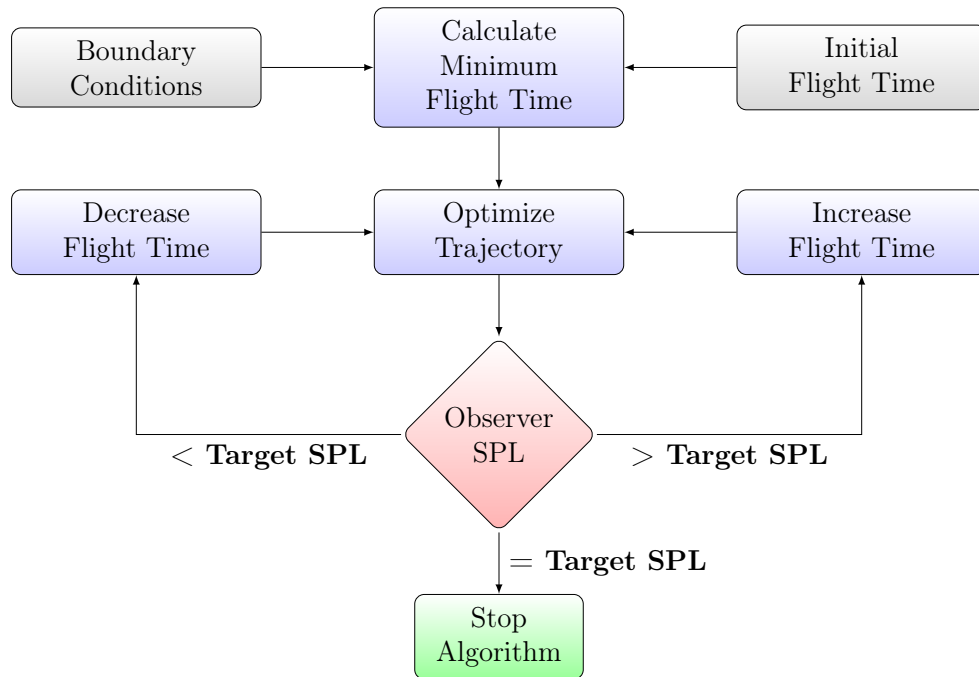 Boundary
Conditions
Calculate
Minimum
Flight Time
Initial
Flight Time
Decrease
Flight Time
Optimize
Trajectory
Increase
Flight Time
Observer
SPL
< Target SPL
> Target SPL
= Target SPL
Stop
Algorithm